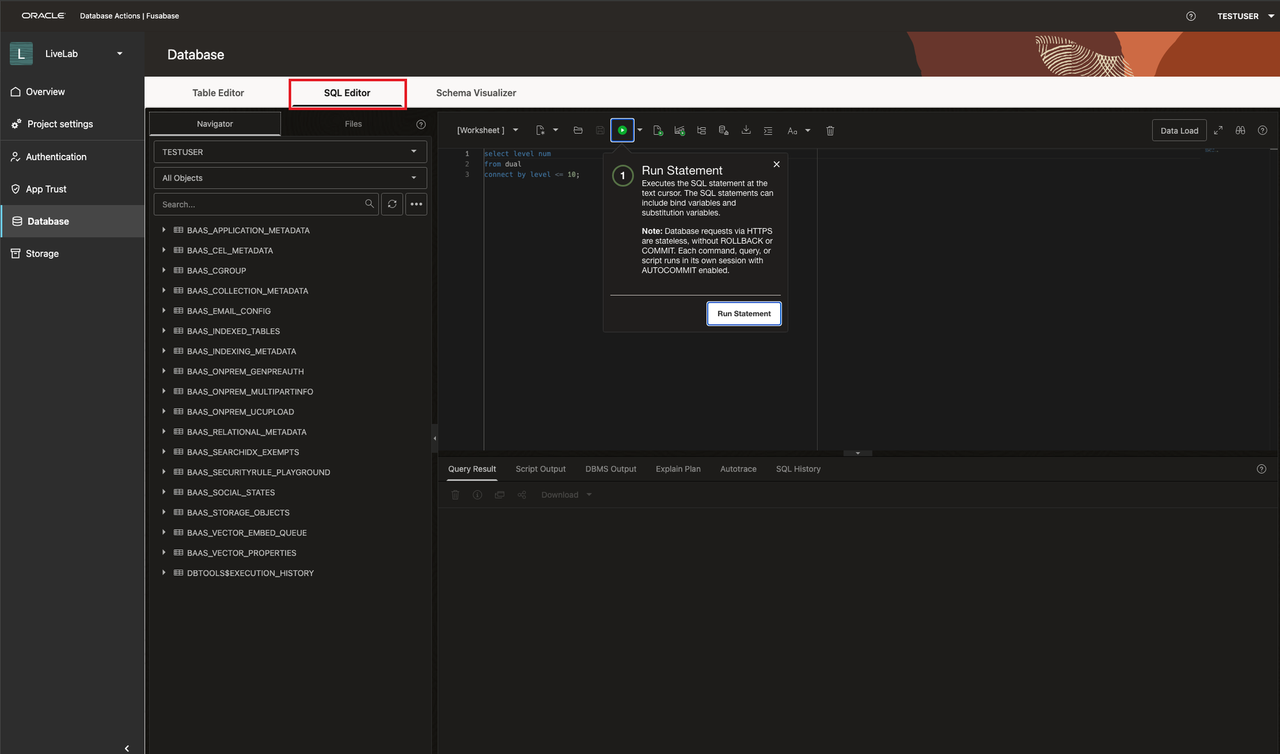 ORACLE Database Actions | Fusabase
TESTUSER
L LiveLab
Overview
Project settings
Authentication
App Trust
Database
Storage
Database
Table Editor
SQL Editor
Schema Visualizer
Navigator
Files
TESTUSER
All Objects
Search...
BAAS_APPLICATION_METADATA
BAAS_CEL_METADATA
BAAS_CGROUP
BAAS_COLLECTION_METADATA
BAAS_EMAIL_CONFIG
BAAS_INDEXED_TABLES
BAAS_INDEXING_METADATA
BAAS_ONPREM_GENPREAUTH
BAAS_ONPREM_MULTIPARTINFO
BAAS_ONPREM_UCUPLOAD
BAAS_RELATIONAL_METADATA
BAAS_SEARCHIDX_EXEMPTS
BAAS_SECURITYRULE_PLAYGROUND
BAAS_SOCIAL_STATES
BAAS_STORAGE_OBJECTS
BAAS_VECTOR_EMBED_QUEUE
BAAS_VECTOR_PROPERTIES
DBTOOLS$EXECUTION_HISTORY
[Worksheet ]
Aa
Data Load
1 select level num
2 from dual
3 connect by level <= 10;
1
Run Statement
Executes the SQL statement at the
text cursor. The SQL statements can
include bind variables and
substitution variables.
Note: Database requests via HTTPS
are stateless, without ROLLBACK or
COMMIT. Each command, query, or
script runs in its own session with
AUTOCOMMIT enabled.
Run Statement
Query Result
Script Output
DBMS Output
Explain Plan
Autotrace
SQL History
Download